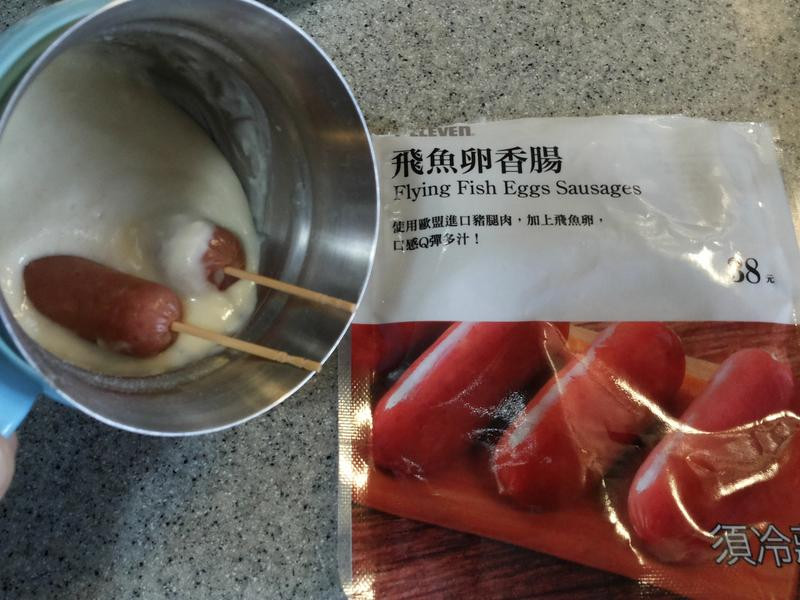 ELEVEN
飛魚卵香腸
Flying Fish Eggs Sausages
使用歐盟進口豬腿肉，加上飛魚卵，
口感Q彈多汁！
38元
須冷